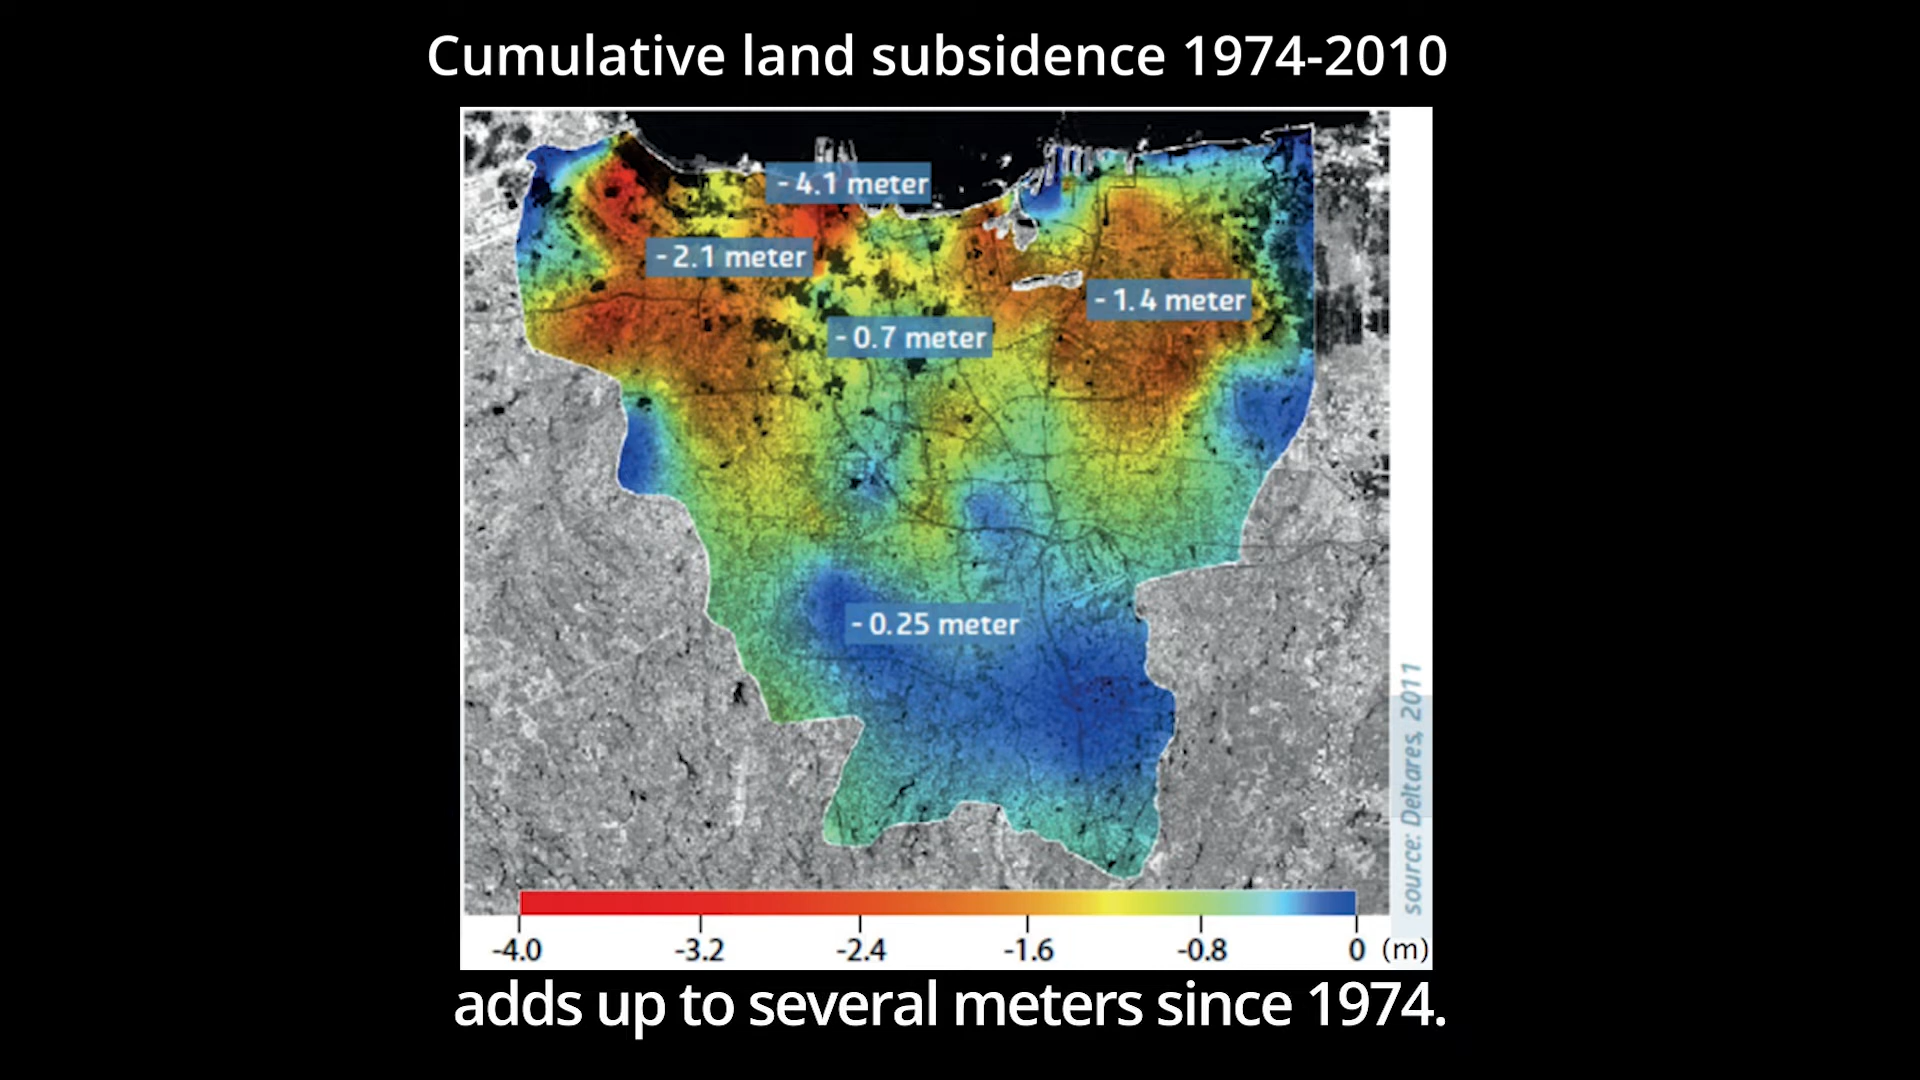 Cumulative land subsidence 1974-2010
- 4.1 meter
- 2.1 meter
- 1.4 meter
- 0.7 meter
- 0.25 meter
source: Deltares, 2011
-4.0 -3.2 -2.4 -1.6 -0.8 0 (m)
adds up to several meters since 1974.